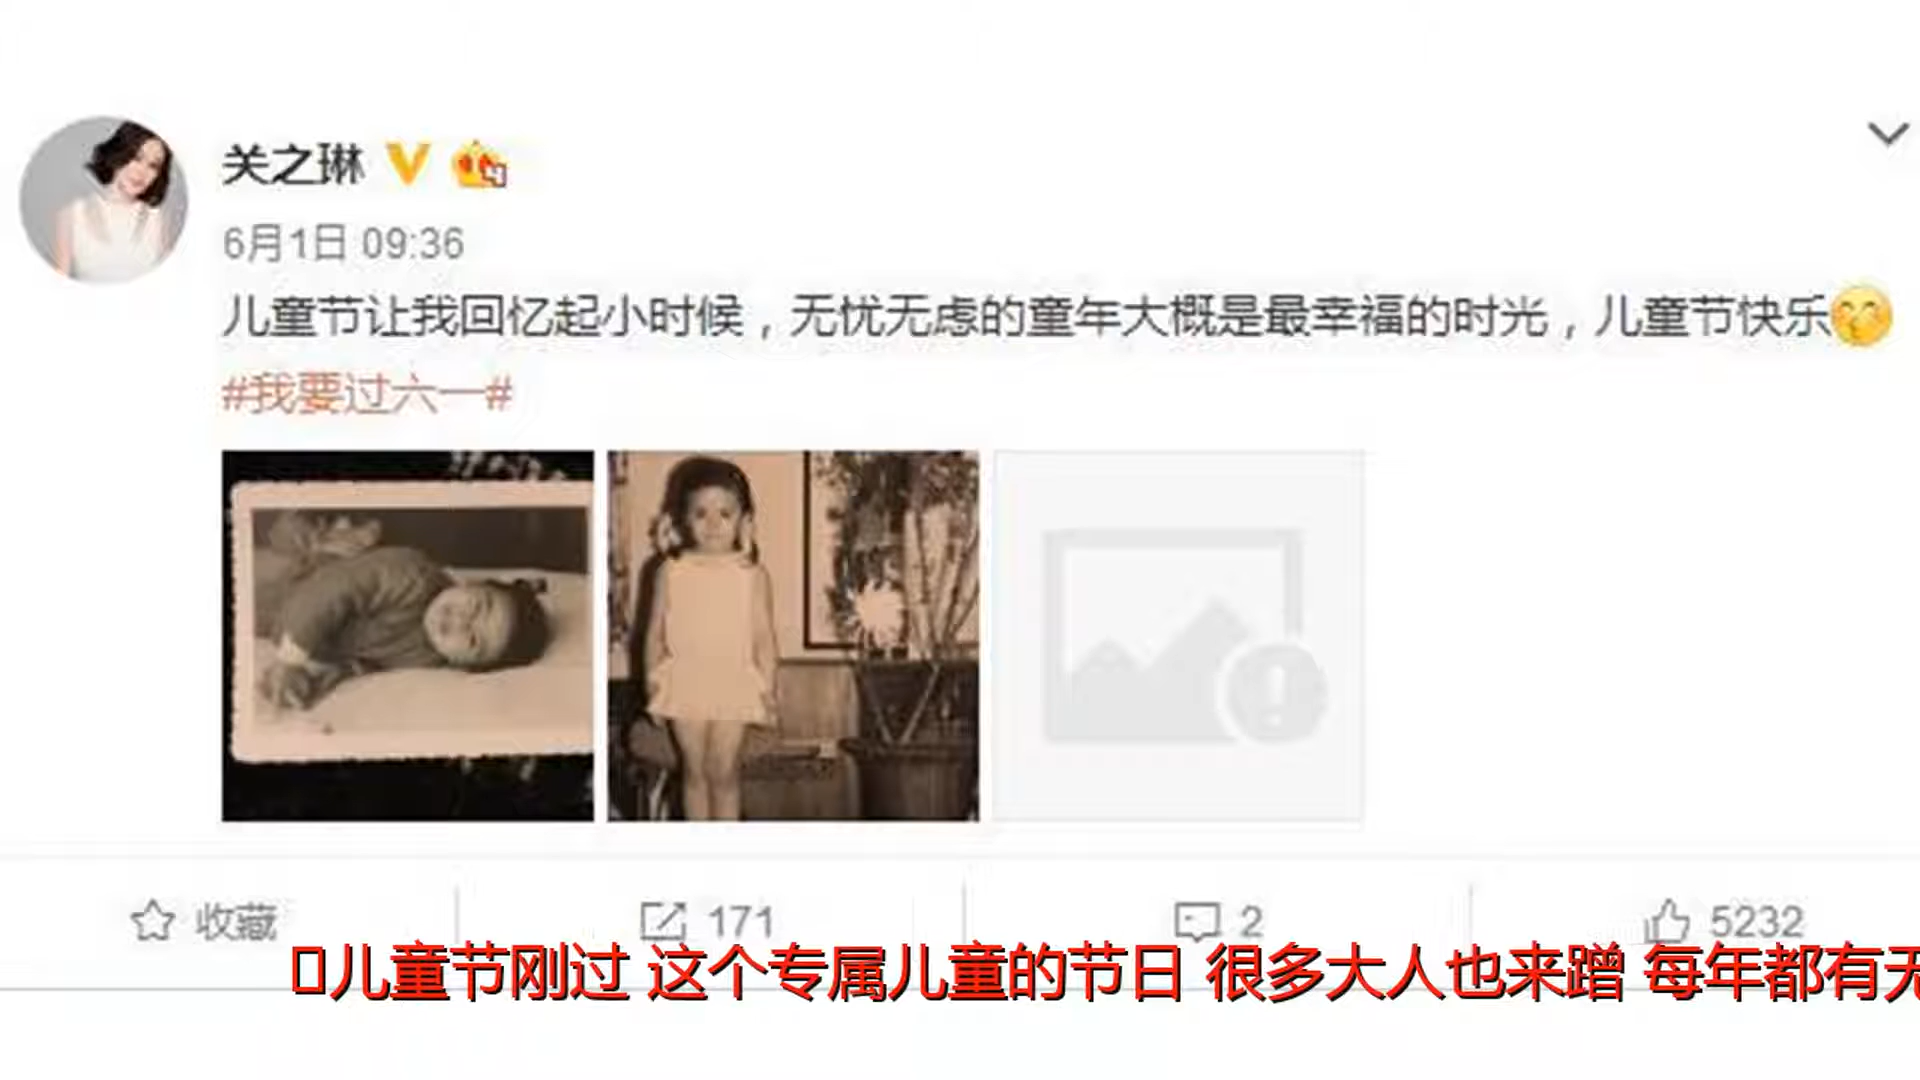 关之琳
6月1日 09:36
儿童节让我回忆起小时候，无忧无虑的童年大概是最幸福的时光，儿童节快乐
#我要过六一#
收藏 171 2 5232
儿童节刚过 这个专属儿童的节日 很多大人也来蹭 每年都有无